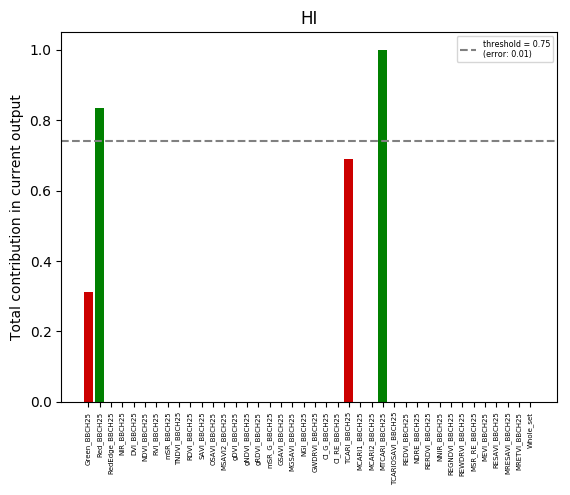 HI
threshold = 0.75
(error: 0.01)
Total contribution in current output
1.0
0.8
0.6
0.4
0.2
0.0
Green_BBCH25
Red_BBCH25
RedEdge_BBCH25
NIR_BBCH25
DVI_BBCH25
NDVI_BBCH25
RVI_BBCH25
mSR_BBCH25
TNDVI_BBCH25
RDVI_BBCH25
SAVI_BBCH25
OSAVI_BBCH25
MSAVI2_BBCH25
gDVI_BBCH25
gNDVI_BBCH25
gRDVI_BBCH25
mSR_G_BBCH25
GSAVI_BBCH25
MGSAVI_BBCH25
NGI_BBCH25
GWDRVI_BBCH25
CI_G_BBCH25
CI_RE_BBCH25
TCARI_BBCH25
MCARI1_BBCH25
MCARI2_BBCH25
MTCARI_BBCH25
TCARIOSAVI_BBCH25
REDVI_BBCH25
NDRE_BBCH25
RERDVI_BBCH25
NNIR_BBCH25
REGNDVI_BBCH25
REWDRVI_BBCH25
MSR_RE_BBCH25
MEVI_BBCH25
RESAVI_BBCH25
MRESAVI_BBCH25
MRETVI_BBCH25
Whole_set